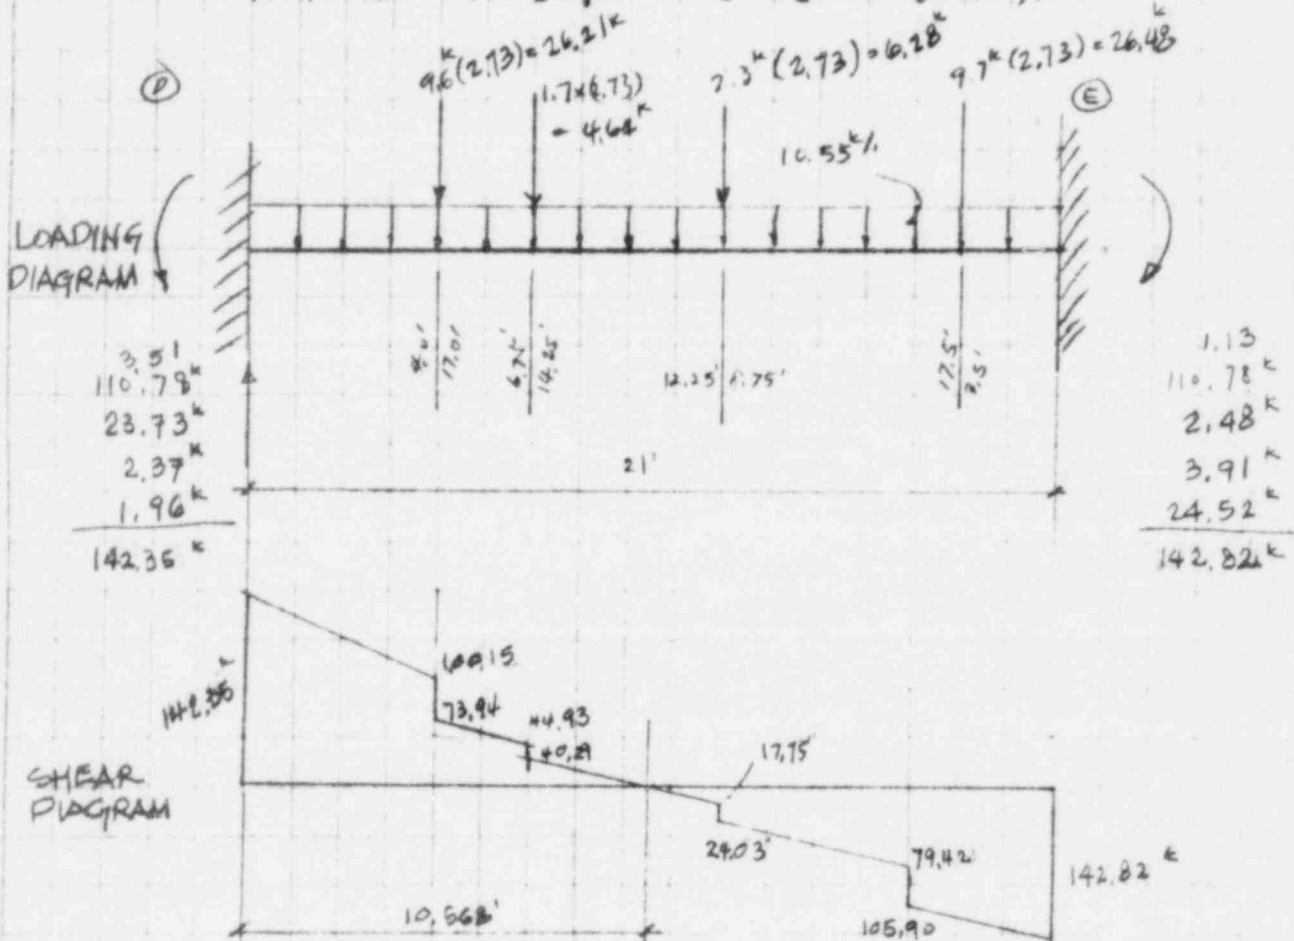 9.6ᵏ(2.73) = 26.21ᵏ
1.7×(2.73)
= 4.64ᵏ
2.3ᵏ(2.73) = 6.28ᵏ
9.7ᵏ(2.73) = 26.48ᵏ
D
E
10.55ᵏ/,
LOADING
DIAGRAM
4.0'
17.0'
6.75'
14.25'
12.25'
8.75'
17.5'
3.5'
21'
3.51
110.78ᵏ
23.73ᵏ
2.37ᵏ
1.96ᵏ
142.35ᵏ
1.13
110.78ᵏ
2.48ᵏ
3.91ᵏ
24.52ᵏ
142.82ᵏ
142.35ᵏ
100.15
73.94
44.93
40.29
17.75
SHEAR
DIAGRAM
24.03
79.42
142.82ᵏ
10.568'
105.90